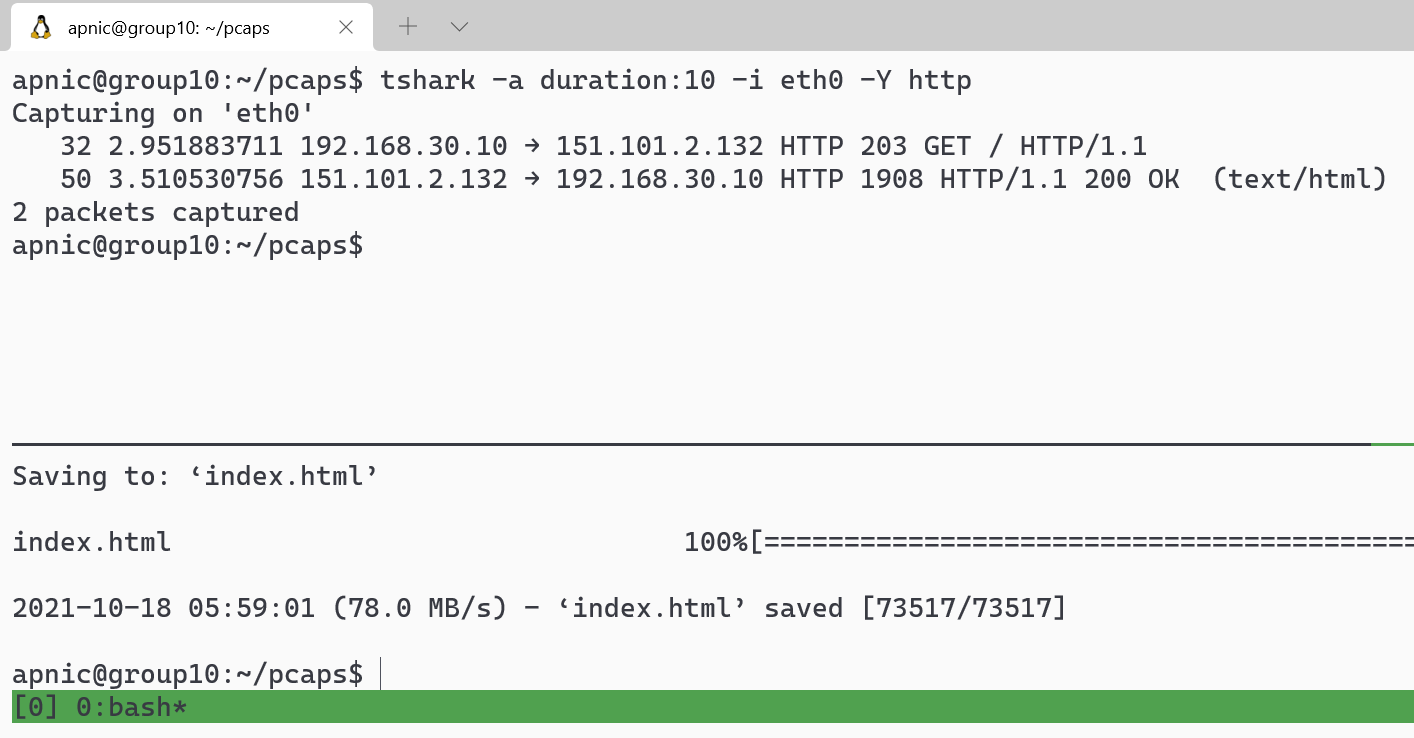 apnic@group10: ~/pcaps
apnic@group10:~/pcaps$ tshark -a duration:10 -i eth0 -Y http
Capturing on 'eth0'
   32 2.951883711 192.168.30.10 → 151.101.2.132 HTTP 203 GET / HTTP/1.1
   50 3.510530756 151.101.2.132 → 192.168.30.10 HTTP 1908 HTTP/1.1 200 OK  (text/html)
2 packets captured
apnic@group10:~/pcaps$
Saving to: ‘index.html’
index.html                                100%[=========================================
2021-10-18 05:59:01 (78.0 MB/s) - ‘index.html’ saved [73517/73517]
apnic@group10:~/pcaps$
[0] 0:bash*